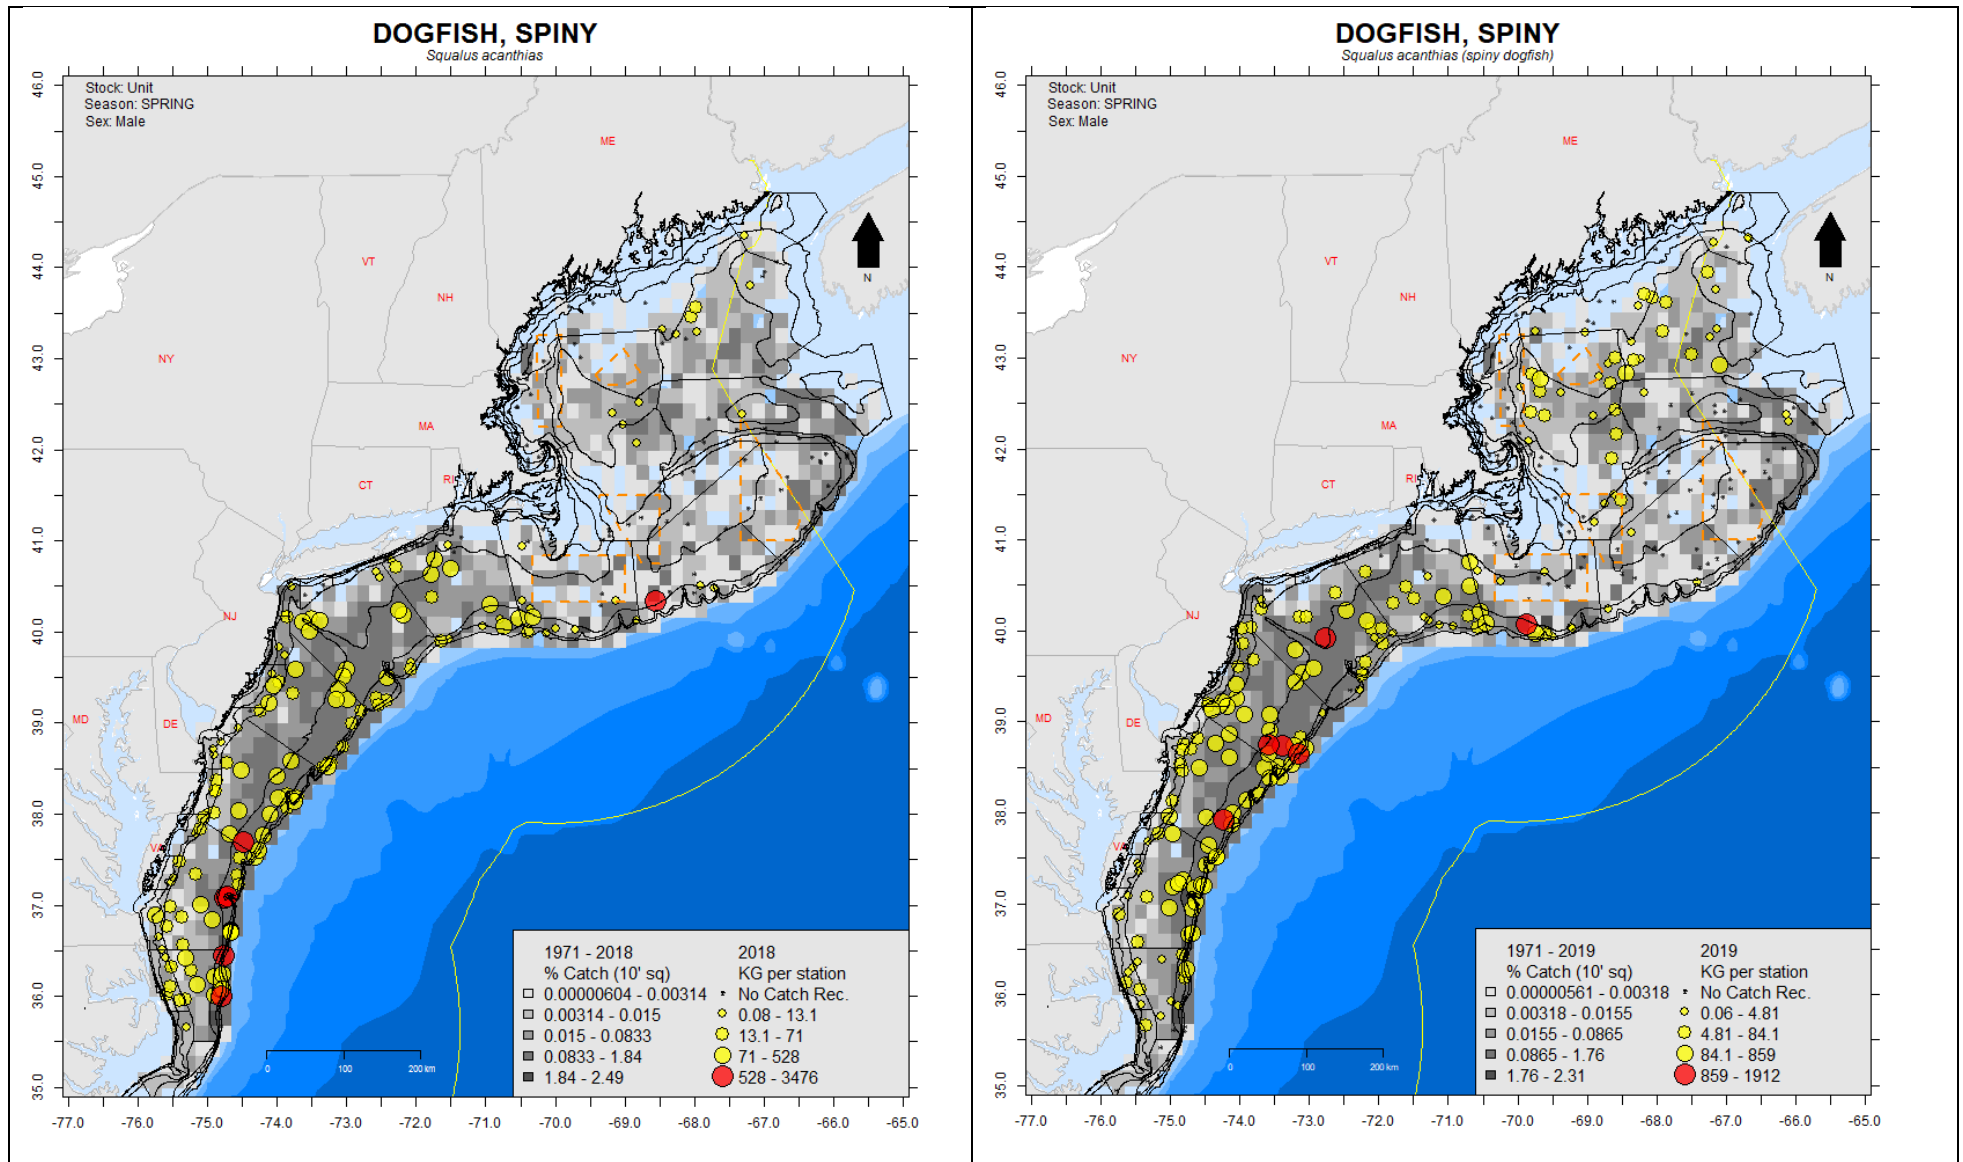 DOGFISH, SPINY
Squalus acanthias
Stock: Unit
Season: SPRING
Sex: Male
46.0
45.0
44.0
43.0
42.0
41.0
40.0
39.0
38.0
37.0
36.0
35.0
ME
VT
NH
NY
MA
CT
RI
NJ
MD
DE
VA
N
1971 - 2018
% Catch (10' sq)
0.00000604 - 0.00314
0.00314 - 0.015
0.015 - 0.0833
0.0833 - 1.84
1.84 - 2.49
2018
KG per station
No Catch Rec.
0.08 - 13.1
13.1 - 71
71 - 528
528 - 3476
0 100 200 km
-77.0 -76.0 -75.0 -74.0 -73.0 -72.0 -71.0 -70.0 -69.0 -68.0 -67.0 -66.0 -65.0
DOGFISH, SPINY
Squalus acanthias (spiny dogfish)
Stock: Unit
Season: SPRING
Sex: Male
46.0
45.0
44.0
43.0
42.0
41.0
40.0
39.0
38.0
37.0
36.0
35.0
ME
VT
NH
NY
MA
CT
RI
NJ
MD
DE
VA
N
1971 - 2019
% Catch (10' sq)
0.00000561 - 0.00318
0.00318 - 0.0155
0.0155 - 0.0865
0.0865 - 1.76
1.76 - 2.31
2019
KG per station
No Catch Rec.
0.06 - 4.81
4.81 - 84.1
84.1 - 859
859 - 1912
0 100 200 km
-77.0 -76.0 -75.0 -74.0 -73.0 -72.0 -71.0 -70.0 -69.0 -68.0 -67.0 -66.0 -65.0